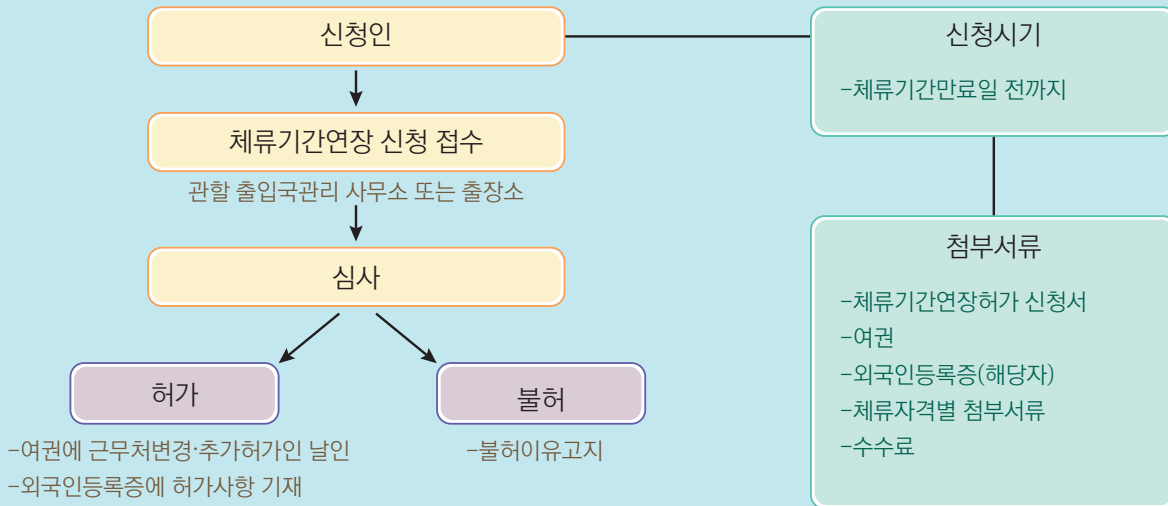 신청인
체류기간연장 신청 접수
관할 출입국관리 사무소 또는 출장소
심사
허가
-여권에 근무처변경·추가허가인 날인
-외국인등록증에 허가사항 기재
불허
-불허이유고지
신청시기
-체류기간만료일 전까지
첨부서류
-체류기간연장허가 신청서
-여권
-외국인등록증(해당자)
-체류자격별 첨부서류
-수수료